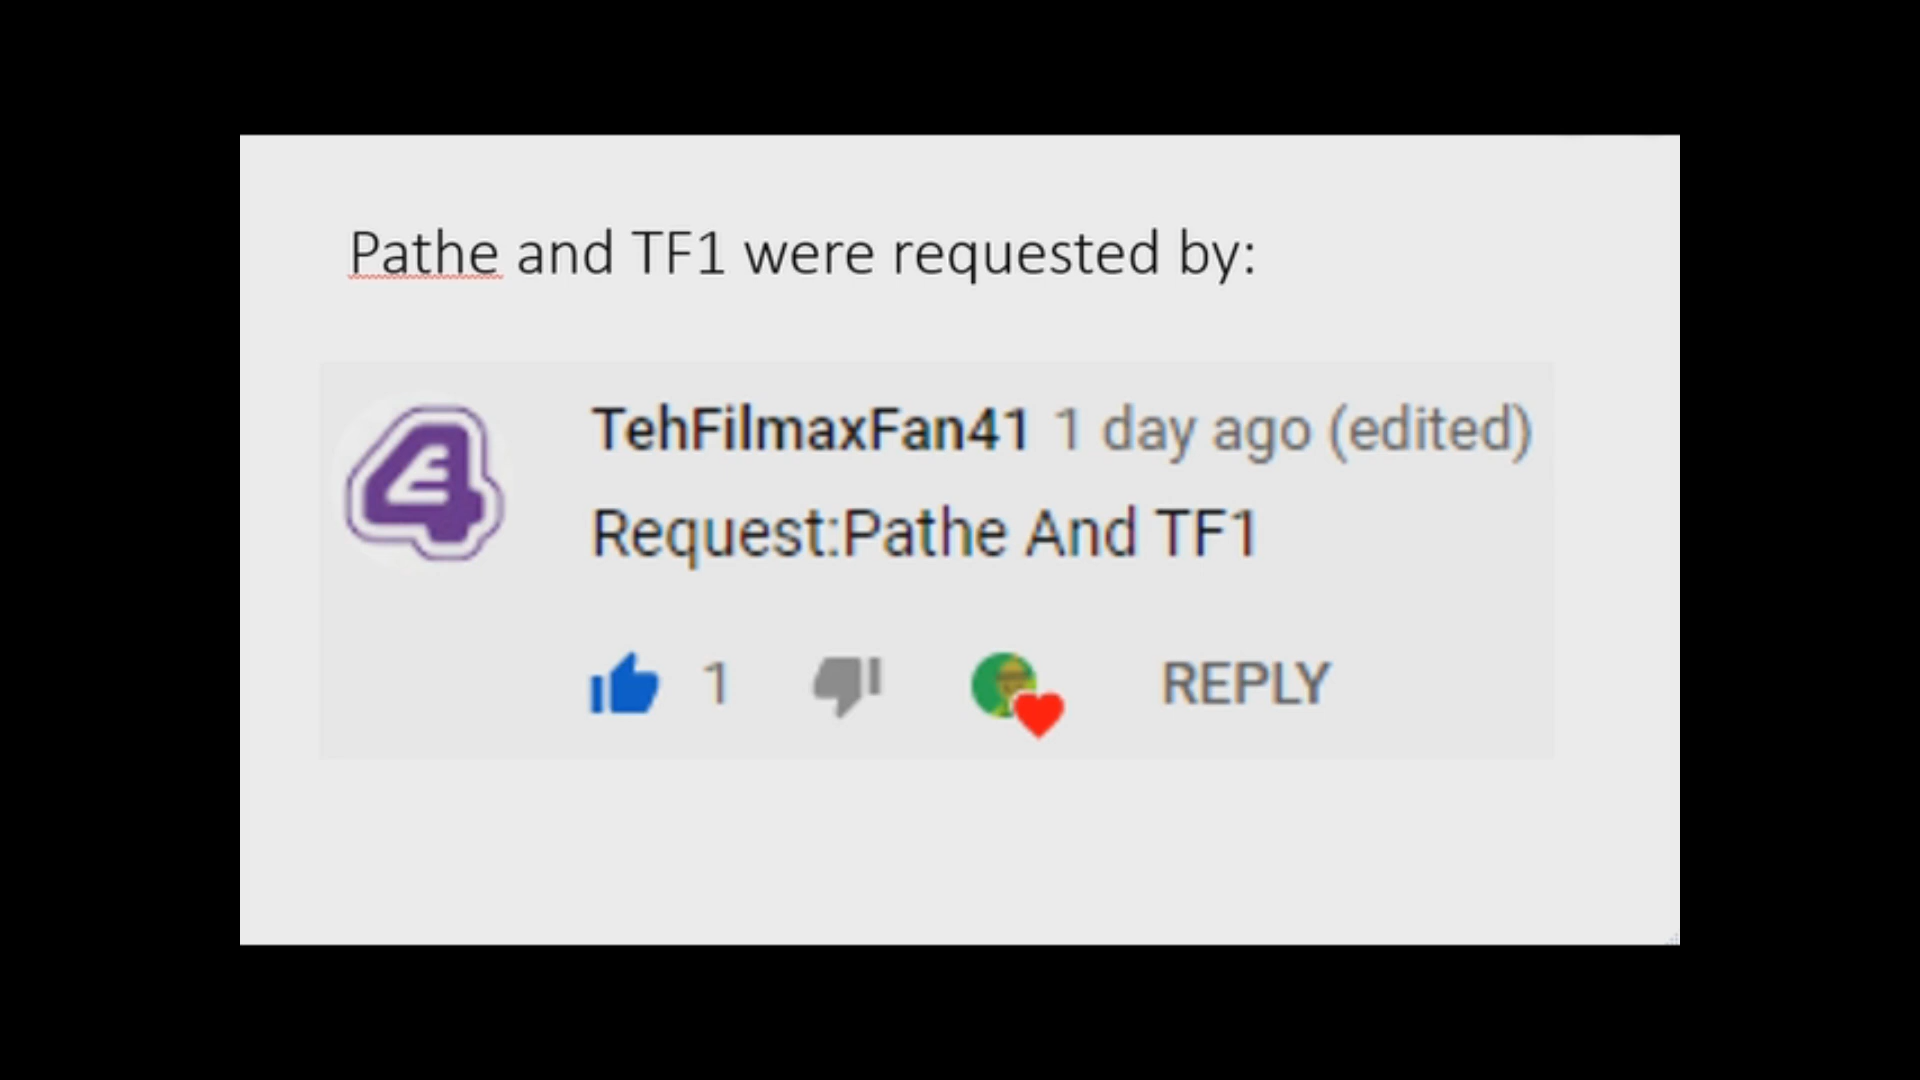 Pathe and TF1 were requested by:
TehFilmaxFan41 1 day ago (edited)
Request:Pathe And TF1
1 REPLY